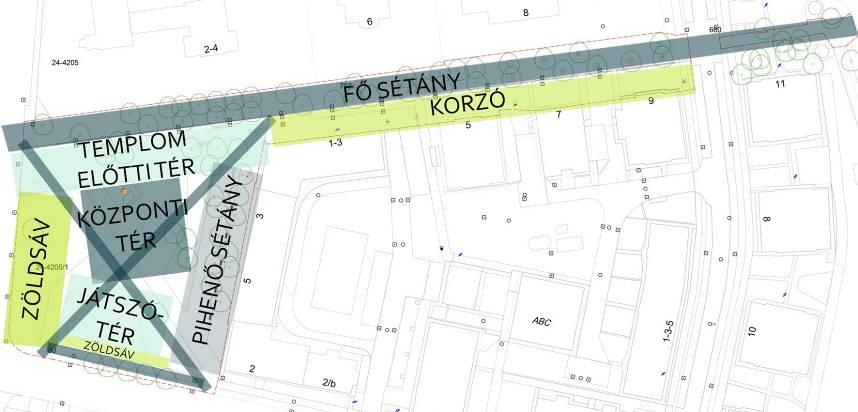 8
6
2-4
24-4205
660
FŐ SÉTÁNY
KORZÓ
11
9
7
5
1-3
TEMPLOM
ELŐTTI TÉR
KÖZPONTI
TÉR
PIHENŐ SÉTÁNY
3
5
ZÖLDSÁV
JÁTSZÓ-
TÉR
ZÖLDSÁV
2
2/b
ABC
1-3-5
8
10